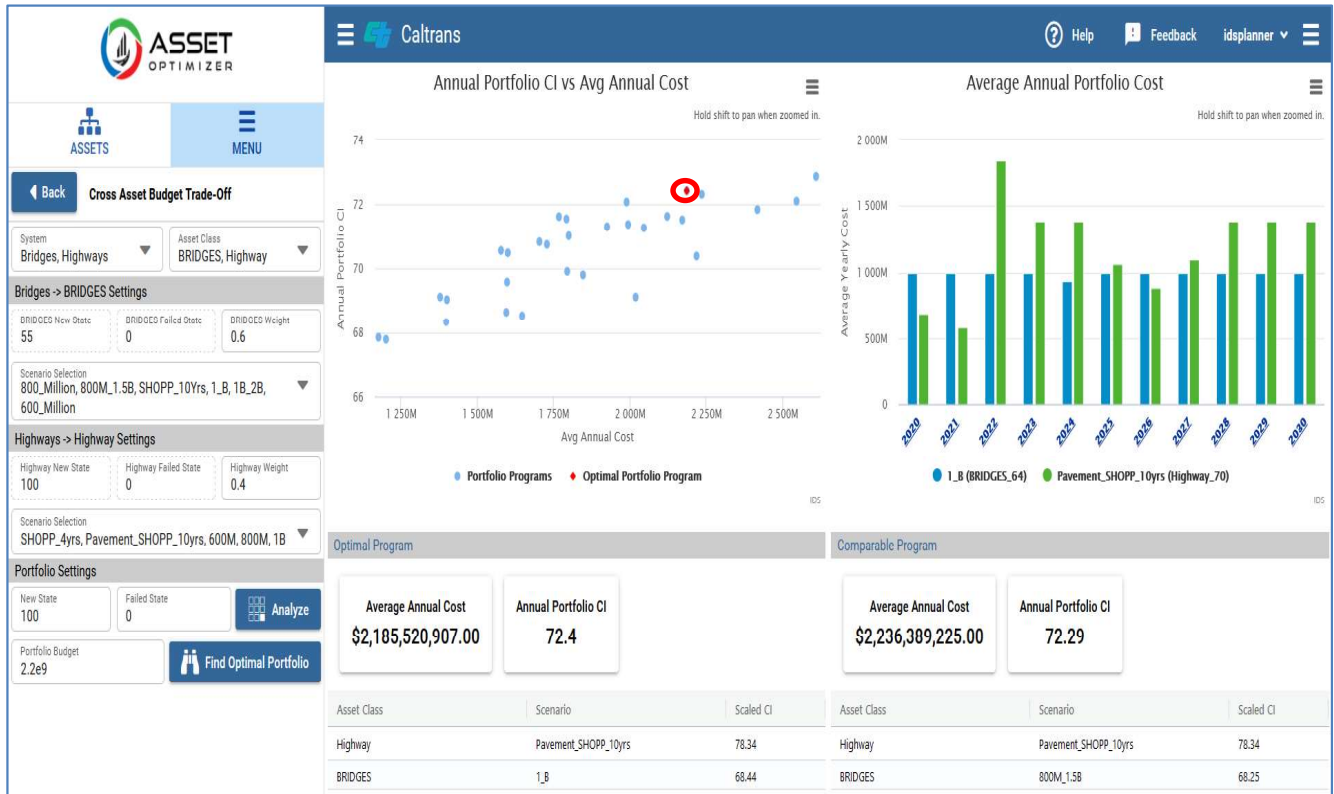 ASSET
OPTIMIZER
Caltrans
Help
Feedback
idsplanner
ASSETS
MENU
Back
Cross Asset Budget Trade-Off
System
Bridges, Highways
Asset Class
BRIDGES, Highway
Bridges -> BRIDGES Settings
BRIDGES New State
55
BRIDGES Failed State
0
BRIDGES Weight
0.6
Scenario Selection
800_Million, 800M_1.5B, SHOPP_10Yrs, 1_B, 1B_2B,
600_Million
Highways -> Highway Settings
Highway New State
100
Highway Failed State
0
Highway Weight
0.4
Scenario Selection
SHOPP_4yrs, Pavement_SHOPP_10yrs, 600M, 800M, 1B
Portfolio Settings
New State
100
Failed State
0
Analyze
Portfolio Budget
2.2e9
Find Optimal Portfolio
Annual Portfolio CI vs Avg Annual Cost
Hold shift to pan when zoomed in.
Annual Portfolio CI
74
72
70
68
66
1 250M 1 500M 1 750M 2 000M 2 250M 2 500M
Avg Annual Cost
Portfolio Programs Optimal Portfolio Program
IDS
Average Annual Portfolio Cost
Hold shift to pan when zoomed in.
Average Yearly Cost
2 000M
1 500M
1 000M
500M
0
2020 2021 2022 2023 2024 2025 2026 2027 2028 2029 2030
1_B (BRIDGES_64) Pavement_SHOPP_10yrs (Highway_70)
IDS
Optimal Program
Average Annual Cost
$2,185,520,907.00
Annual Portfolio CI
72.4
Asset Class Scenario Scaled CI
Highway Pavement_SHOPP_10yrs 78.34
BRIDGES 1_B 68.44
Comparable Program
Average Annual Cost
$2,236,389,225.00
Annual Portfolio CI
72.29
Asset Class Scenario Scaled CI
Highway Pavement_SHOPP_10yrs 78.34
BRIDGES 800M_1.5B 68.25